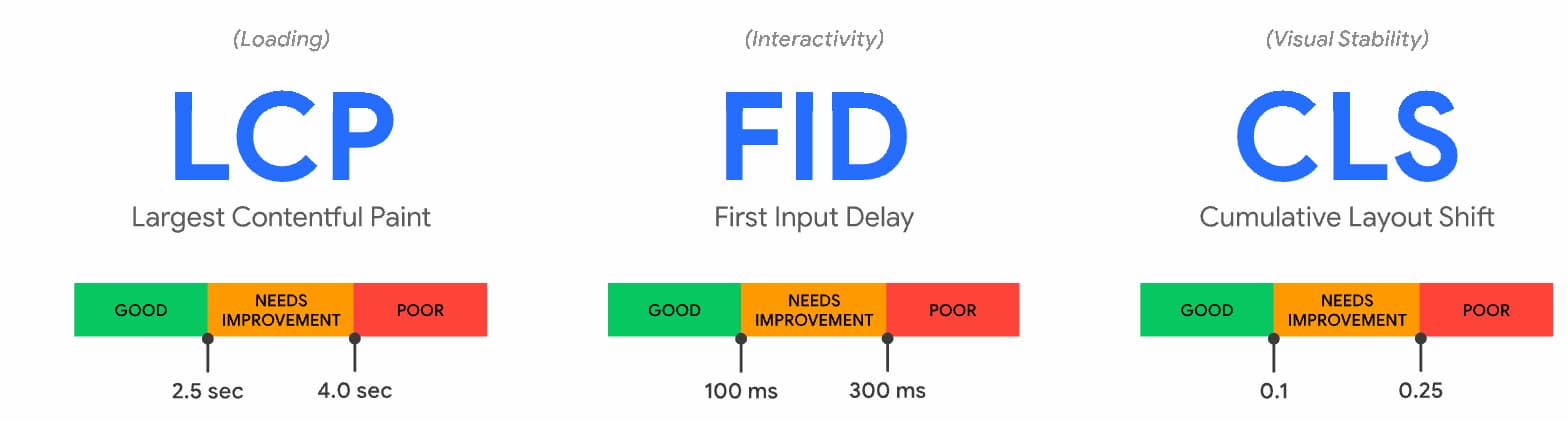 (Loading)
LCP
Largest Contentful Paint
GOOD
NEEDS
IMPROVEMENT
POOR
2.5 sec
4.0 sec
(Interactivity)
FID
First Input Delay
GOOD
NEEDS
IMPROVEMENT
POOR
100 ms
300 ms
(Visual Stability)
CLS
Cumulative Layout Shift
GOOD
NEEDS
IMPROVEMENT
POOR
0.1
0.25